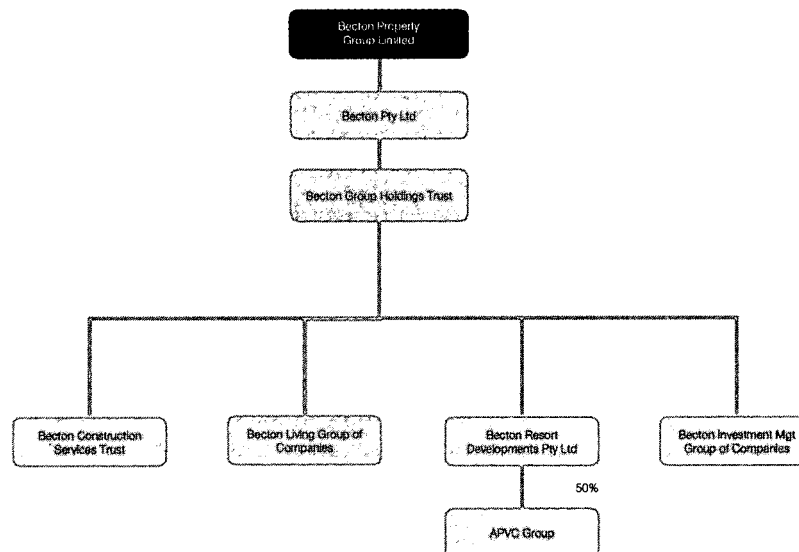 Becton Property
Group Limited
Becton Pty Ltd
Becton Group Holdings Trust
Becton Construction
Services Trust
Becton Living Group of
Companies
Becton Resort
Developments Pty Ltd
Becton Investment Mgt
Group of Companies
50%
APVC Group